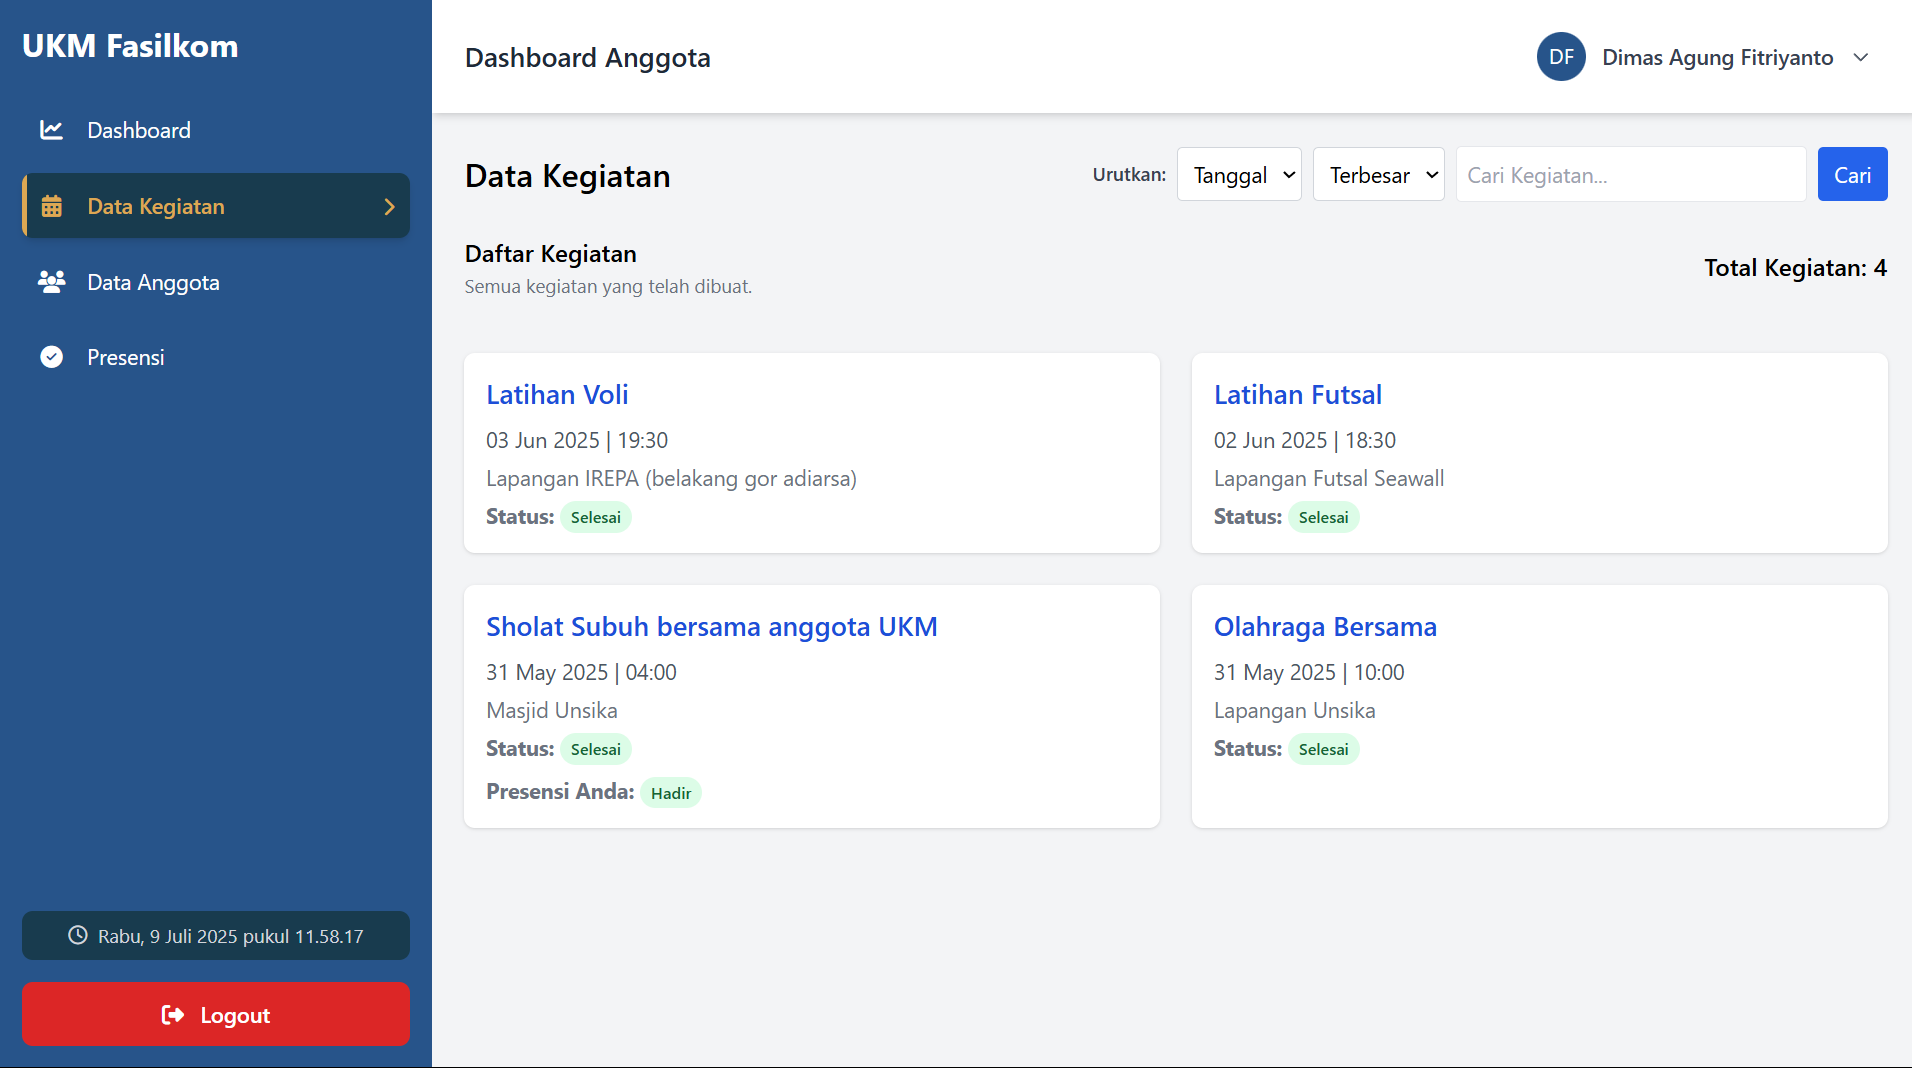 UKM Fasilkom
Dashboard
Data Kegiatan
Data Anggota
Presensi
Rabu, 9 Juli 2025 pukul 11.58.17
Logout
Dashboard Anggota
DF
Dimas Agung Fitriyanto
Data Kegiatan
Urutkan:
Tanggal
Terbesar
Cari Kegiatan...
Cari
Daftar Kegiatan
Semua kegiatan yang telah dibuat.
Total Kegiatan: 4
Latihan Voli
03 Jun 2025 | 19:30
Lapangan IREPA (belakang gor adiarsa)
Status: Selesai
Latihan Futsal
02 Jun 2025 | 18:30
Lapangan Futsal Seawall
Status: Selesai
Sholat Subuh bersama anggota UKM
31 May 2025 | 04:00
Masjid Unsika
Status: Selesai
Presensi Anda: Hadir
Olahraga Bersama
31 May 2025 | 10:00
Lapangan Unsika
Status: Selesai